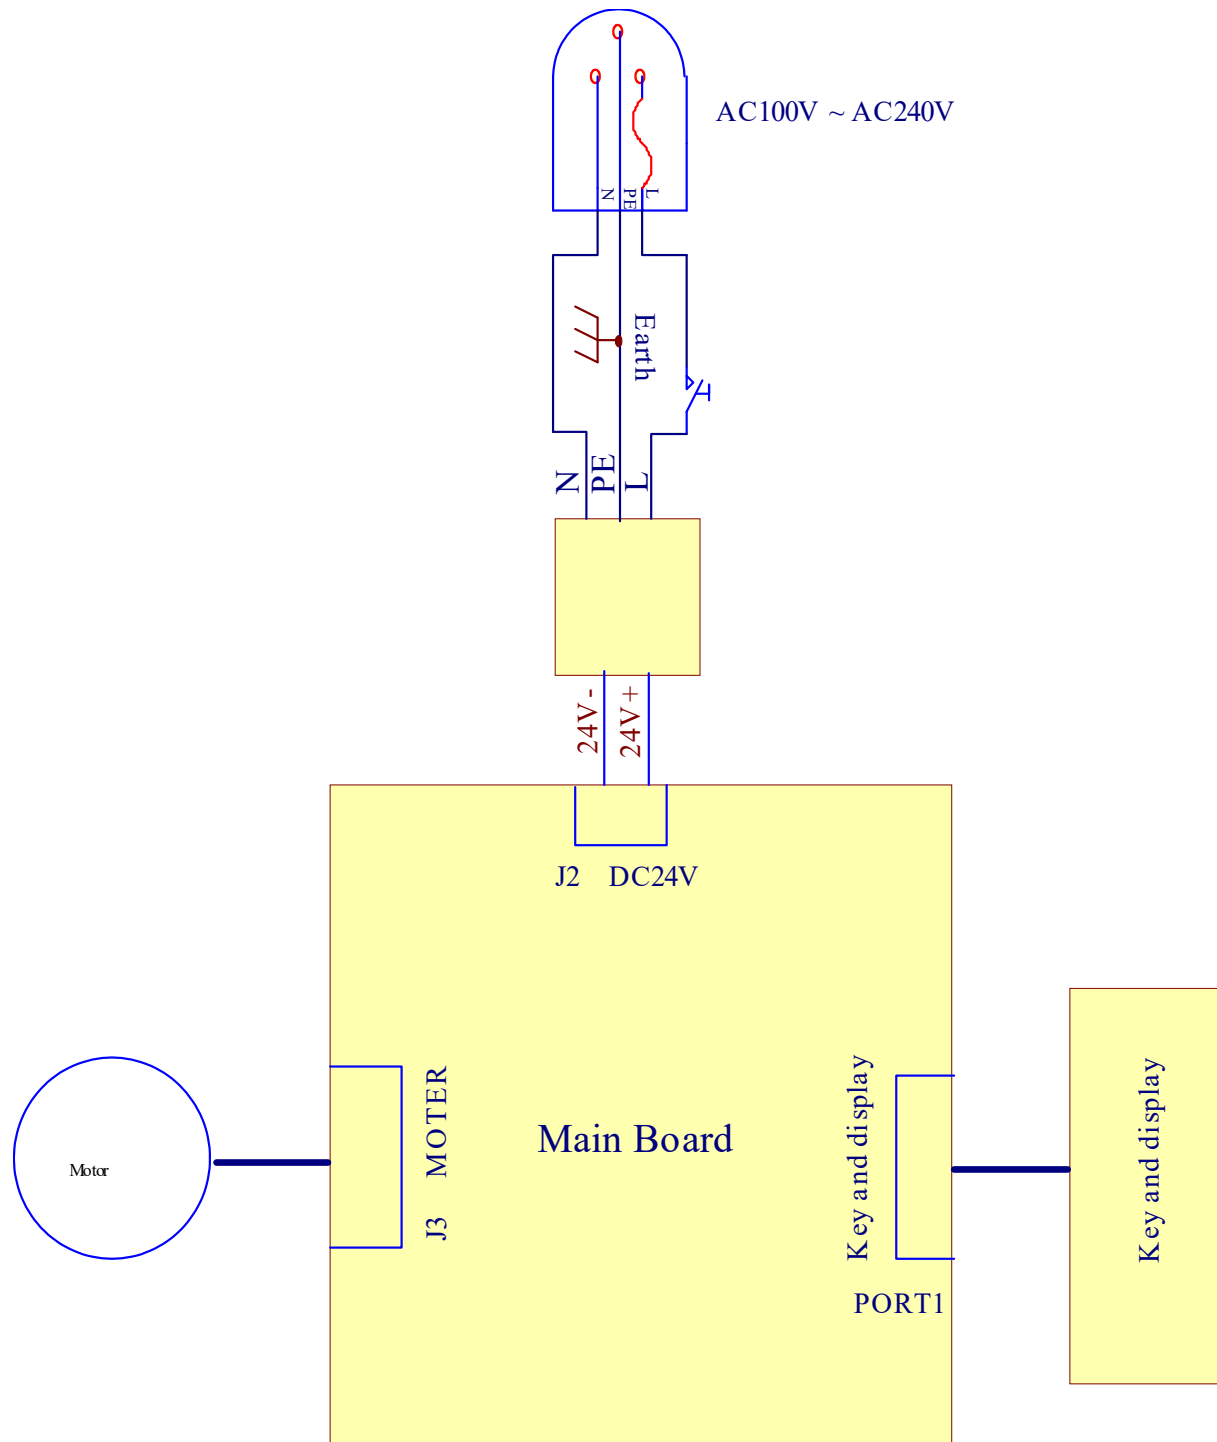 AC100V ~ AC240V
N
PE
L
Earth
N
PE
L
24V -
24V +
J2 DC24V
Motor
J3 MOTER
Main Board
Key and display
PORT1
Key and display